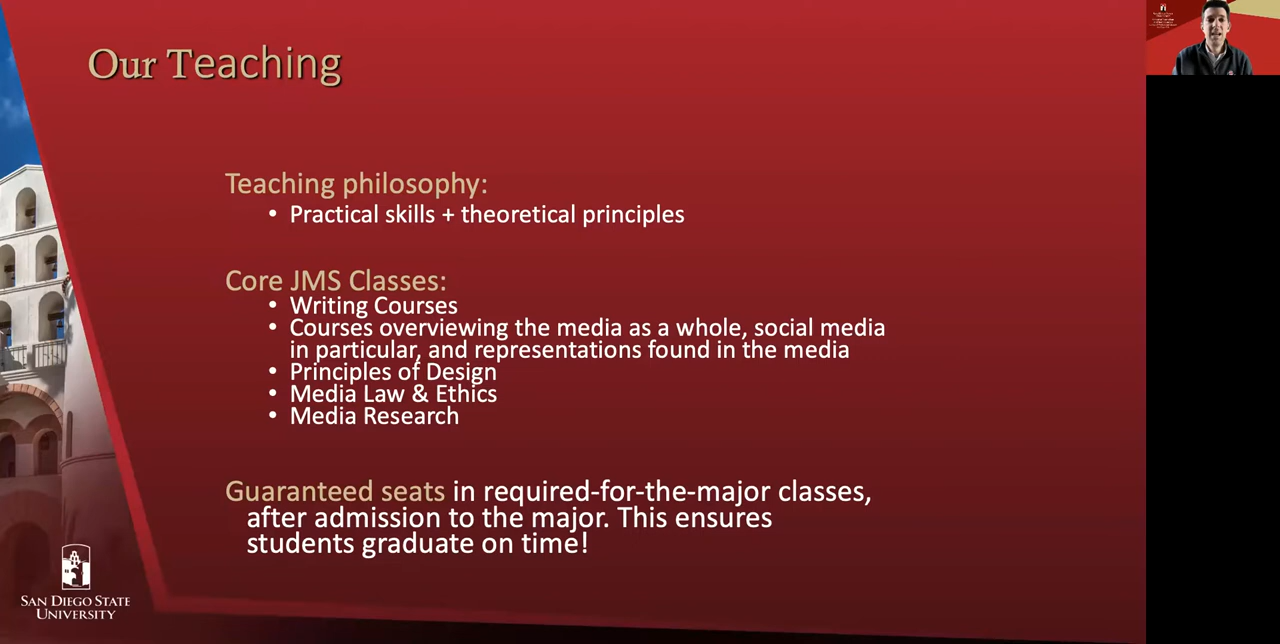 Our Teaching
Teaching philosophy:
• Practical skills + theoretical principles
Core JMS Classes:
• Writing Courses
• Courses overviewing the media as a whole, social media
in particular, and representations found in the media
• Principles of Design
• Media Law & Ethics
• Media Research
Guaranteed seats in required-for-the-major classes,
after admission to the major. This ensures
students graduate on time!
SAN DIEGO STATE
UNIVERSITY